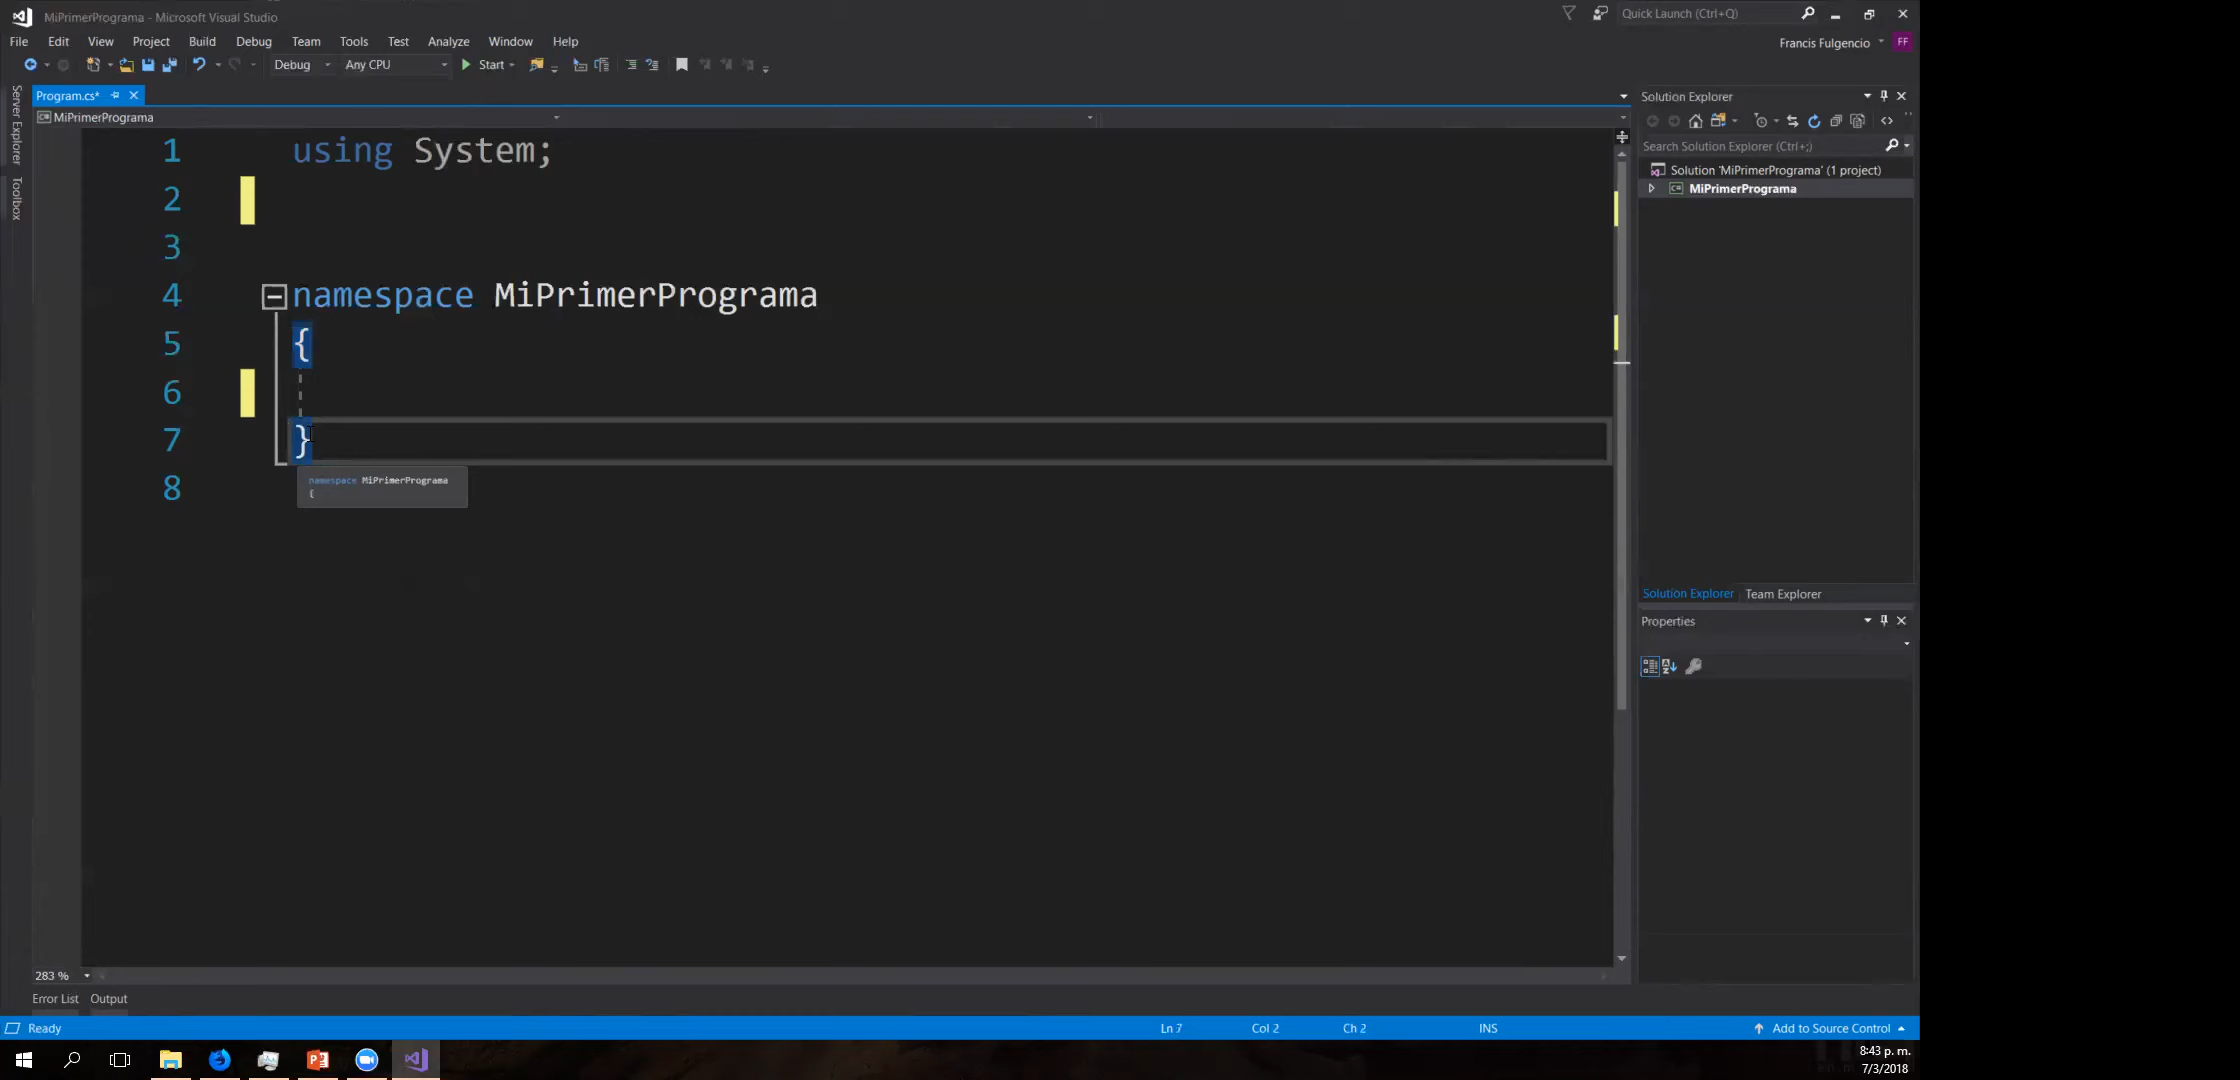 MiPrimerPrograma - Microsoft Visual Studio
Quick Launch (Ctrl+Q)
File Edit View Project Build Debug Team Tools Test Analyze Window Help
Francis Fulgencio FF
Debug Any CPU Start
Server Explorer
Toolbox
Program.cs*
MiPrimerPrograma
1 using System;
2
3
4 namespace MiPrimerPrograma
5 {
6
7 }
namespace MiPrimerPrograma
{
8
283 %
Solution Explorer
Search Solution Explorer (Ctrl+;)
Solution 'MiPrimerPrograma' (1 project)
MiPrimerPrograma
Solution Explorer Team Explorer
Properties
Error List Output
Ready Ln 7 Col 2 Ch 2 INS Add to Source Control
8:43 p. m.
7/3/2018